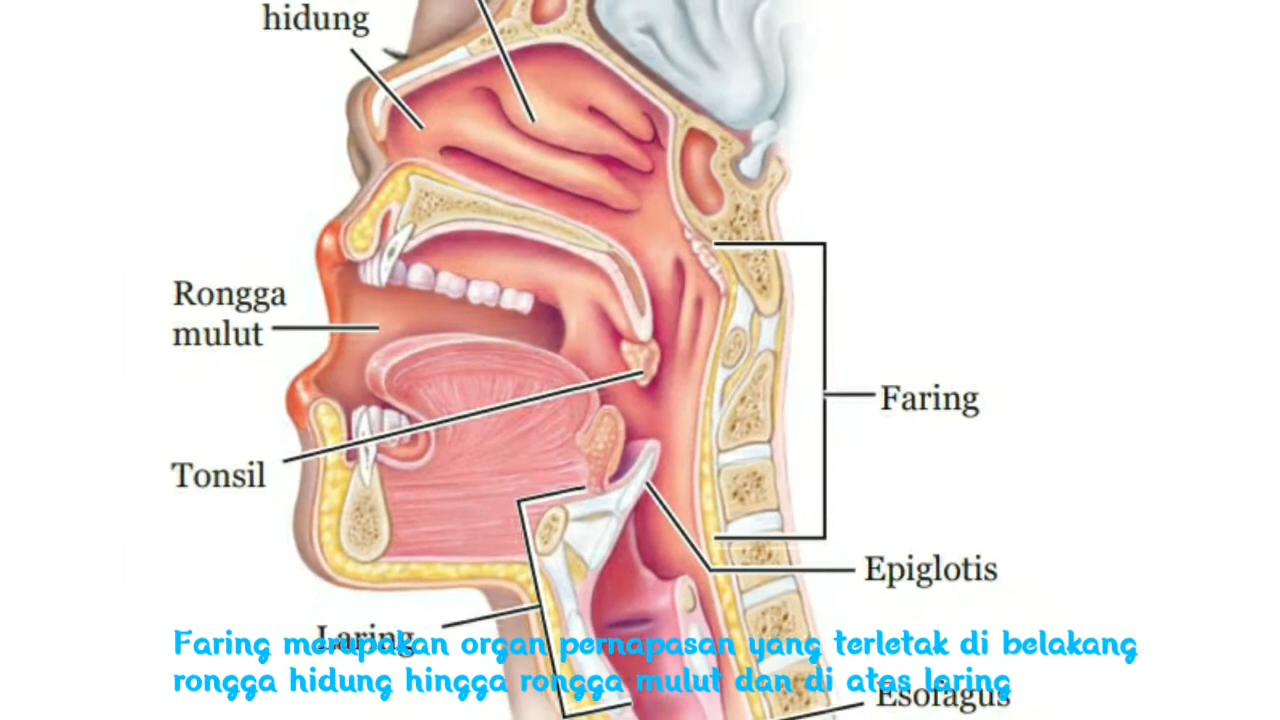 hidung
Rongga
mulut
Faring
Tonsil
Epiglotis
Laring
Faring merupakan organ pernapasan yang terletak di belakang
rongga hidung hingga rongga mulut dan di atas laring
Esofagus